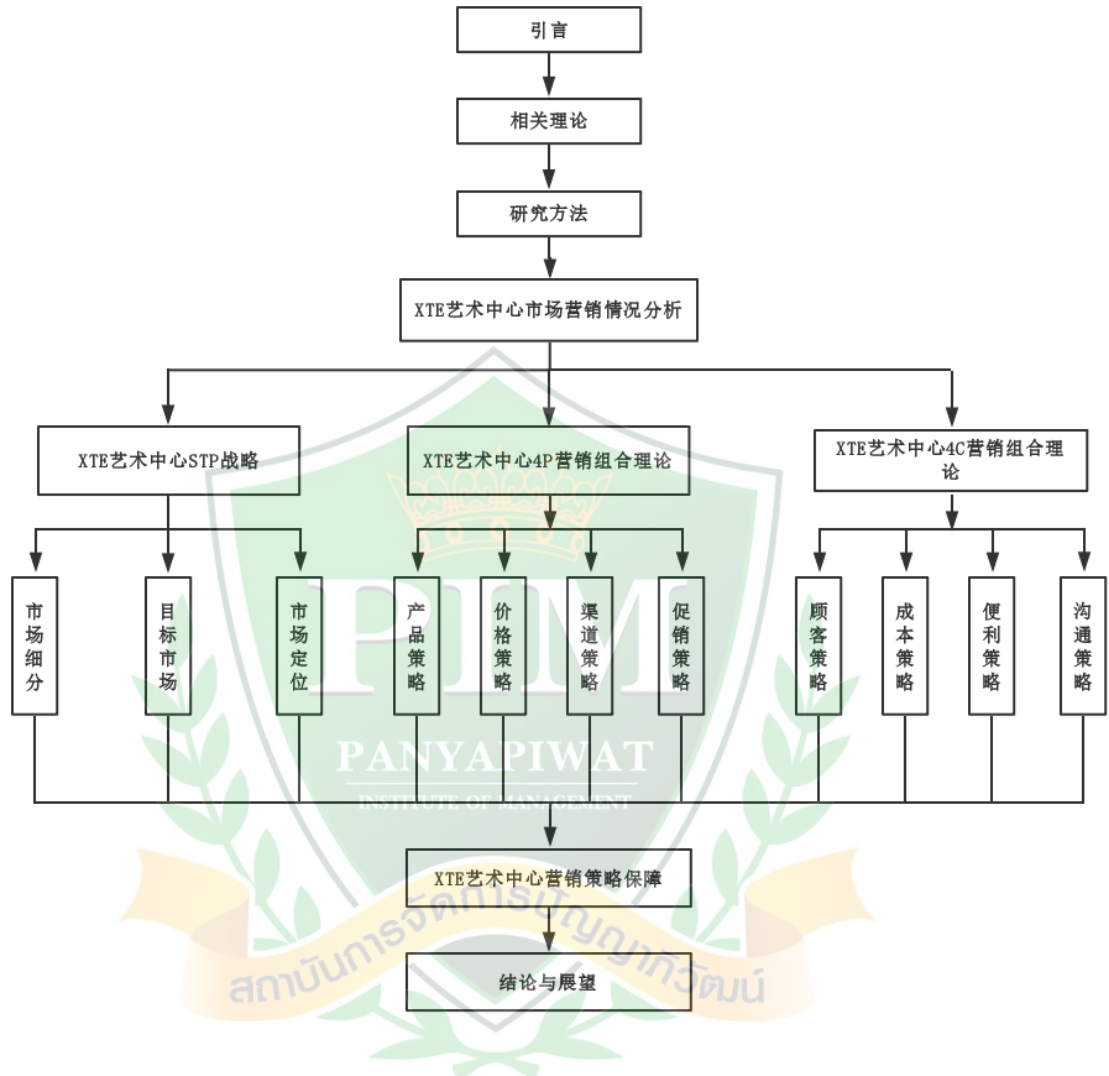 引言
相关理论
研究方法
XTE艺术中心市场营销情况分析
XTE艺术中心STP战略
XTE艺术中心4P营销组合理论
XTE艺术中心4C营销组合理
论
市场细分
目标市场
市场定位
产品策略
价格策略
渠道策略
促销策略
顾客策略
成本策略
便利策略
沟通策略
PIM
PANYAPIWAT
INSTITUTE OF MANAGEMENT
XTE艺术中心营销策略保障
สถาบันการจัดการปัญญาภิวัฒน์
结论与展望